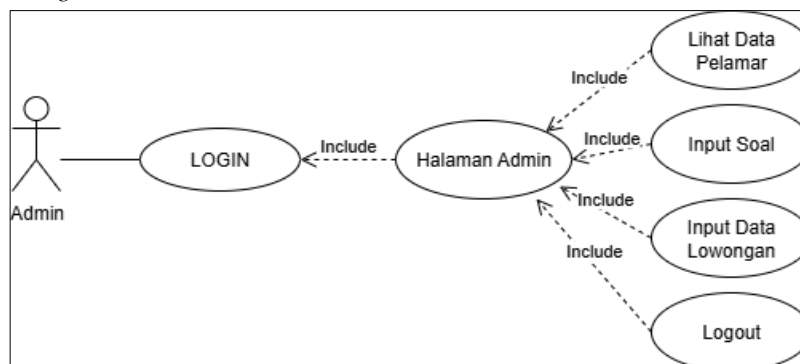 Admin
LOGIN
Include
Halaman Admin
Include
Lihat Data
Pelamar
Include
Input Soal
Include
Input Data
Lowongan
Include
Logout